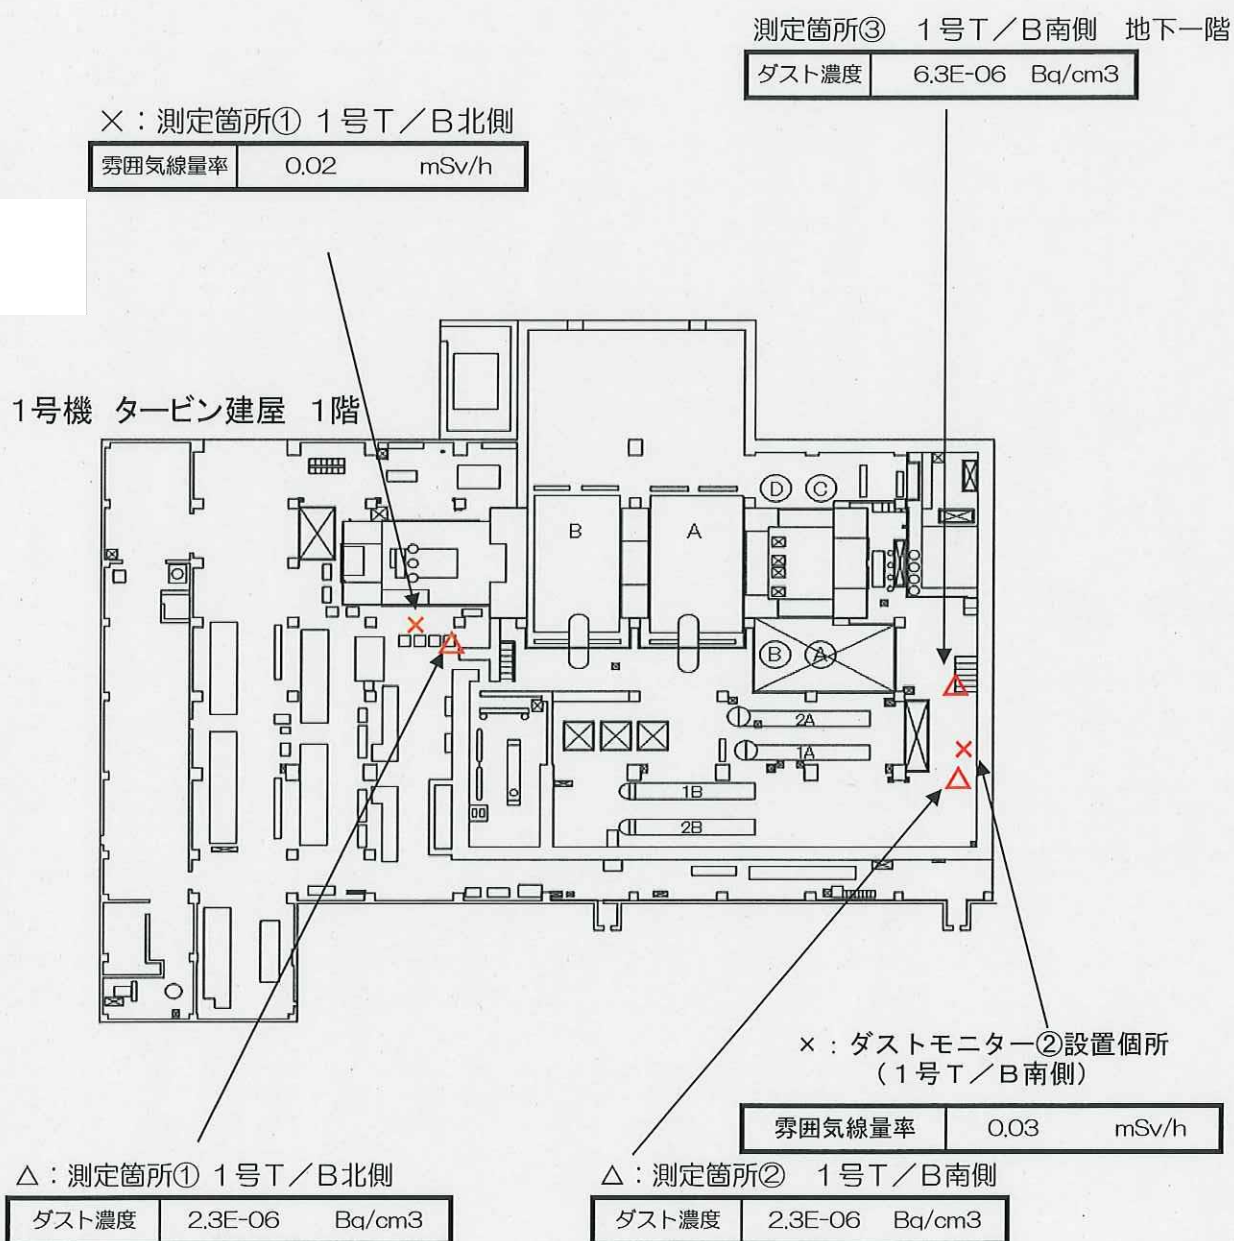 測定箇所③ 1号T/B南側 地下一階
ダスト濃度 6.3E-06 Bq/cm3
×:測定箇所① 1号T/B北側
雰囲気線量率 0.02 mSv/h
1号機 タービン建屋 1階
D C
B A
B A
2A
1A
1B
2B
×:ダストモニター②設置個所
(1号T/B南側)
雰囲気線量率 0.03 mSv/h
△:測定箇所① 1号T/B北側
ダスト濃度 2.3E-06 Bq/cm3
△:測定箇所② 1号T/B南側
ダスト濃度 2.3E-06 Bq/cm3